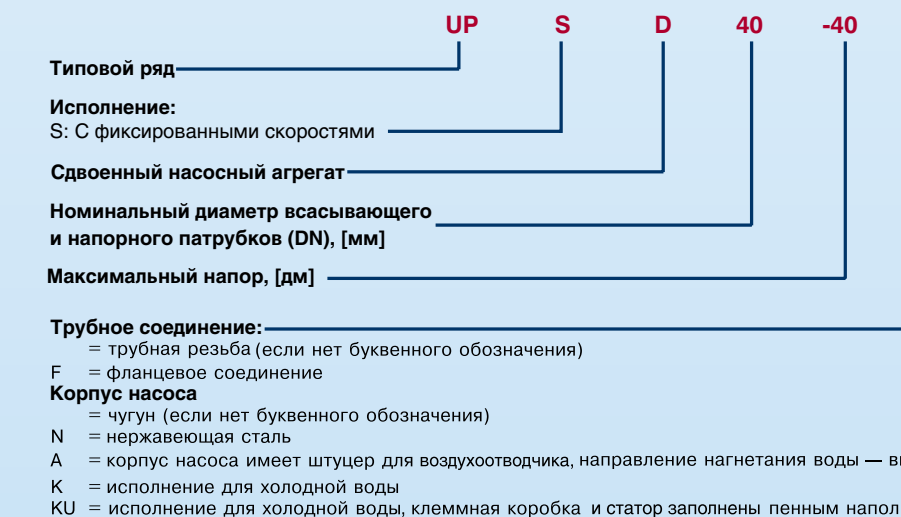 UP S D 40 -40
Типовой ряд
Исполнение:
S: С фиксированными скоростями
Сдвоенный насосный агрегат
Номинальный диаметр всасывающего
и напорного патрубков (DN), [мм]
Максимальный напор, [дм]
Трубное соединение:
= трубная резьба (если нет буквенного обозначения)
F = фланцевое соединение
Корпус насоса
= чугун (если нет буквенного обозначения)
N = нержавеющая сталь
A = корпус насоса имеет штуцер для воздухоотводчика, направление нагнетания воды —
K = исполнение для холодной воды
KU = исполнение для холодной воды, клеммная коробка и статор заполнены пенным